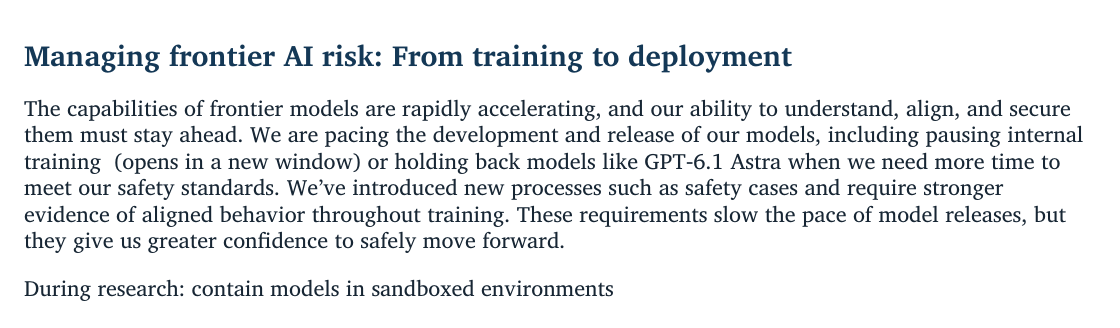 Managing frontier AI risk: From training to deployment
The capabilities of frontier models are rapidly accelerating, and our ability to understand, align, and secure
them must stay ahead. We are pacing the development and release of our models, including pausing internal
training  (opens in a new window) or holding back models like GPT-6.1 Astra when we need more time to
meet our safety standards. We’ve introduced new processes such as safety cases and require stronger
evidence of aligned behavior throughout training. These requirements slow the pace of model releases, but
they give us greater confidence to safely move forward.
During research: contain models in sandboxed environments